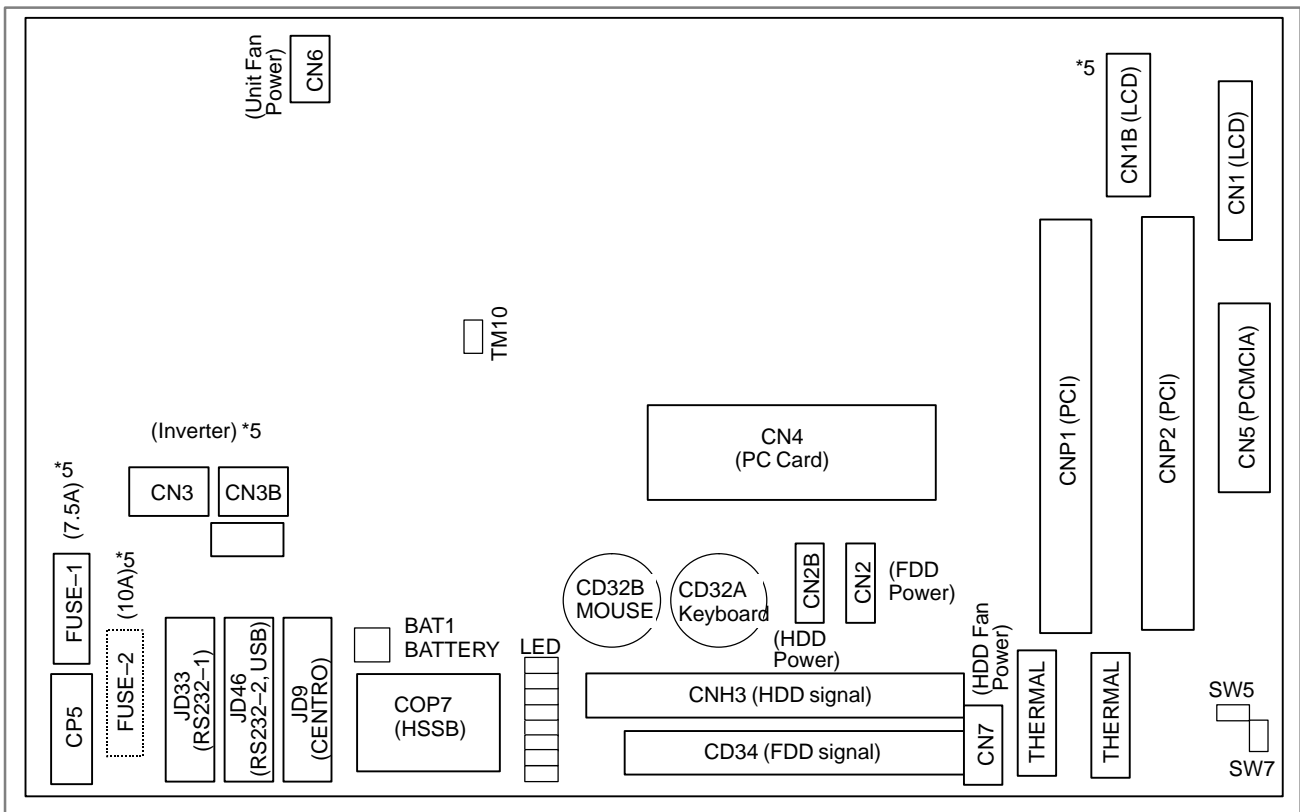 (Unit Fan
Power)
CN6
*5
CN1B (LCD)
CN1 (LCD)
TM10
CNP1 (PCI)
CNP2 (PCI)
CN5 (PCMCIA)
CN4
(PC Card)
(Inverter) *5
CN3
CN3B
(7.5A) *5
FUSE–1
(10A)*5
FUSE–2
CP5
JD33
(RS232–1)
JD46
(RS232–2, USB)
JD9
(CENTRO)
BAT1
BATTERY
COP7
(HSSB)
LED
CD32B
MOUSE
CD32A
Keyboard
CN2B
(HDD
Power)
CN2
(FDD
Power)
CNH3 (HDD signal)
CD34 (FDD signal)
(HDD Fan
Power)
CN7
THERMAL
THERMAL
SW5
SW7